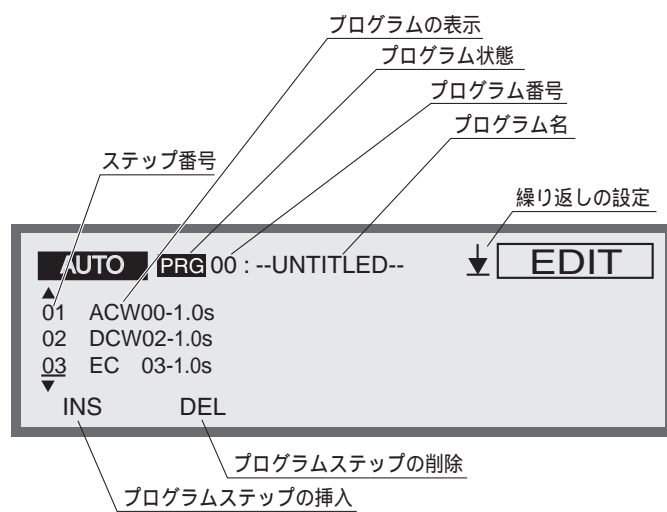 プログラムの表示
プログラム状態
プログラム番号
プログラム名
ステップ番号
繰り返しの設定
AUTO PRG 00 : --UNTITLED-- EDIT
01 ACW00-1.0s
02 DCW02-1.0s
03 EC 03-1.0s
INS DEL
プログラムステップの削除
プログラムステップの挿入